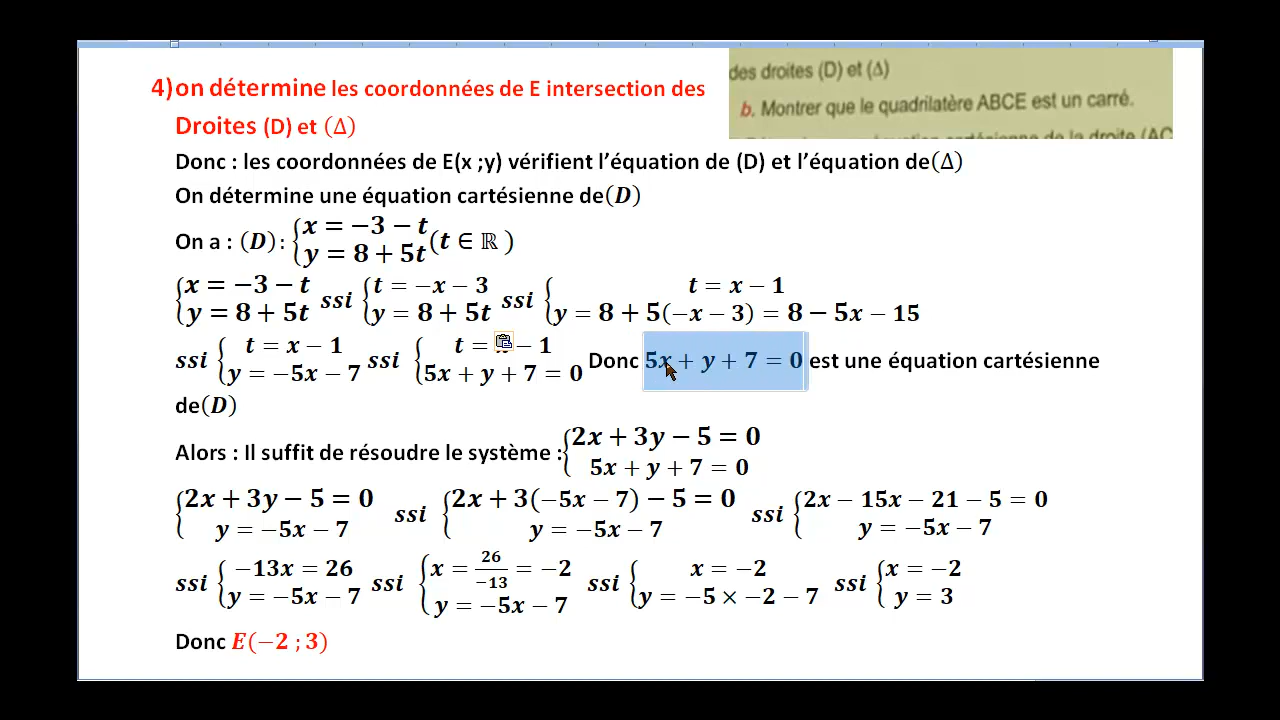 4)on détermine les coordonnées de E intersection des
Droites (D) et (Δ)
des droites (D) et (Δ)
b. Montrer que le quadrilatère ABCE est un carré.
équation cartésienne de la droite (AC
Donc : les coordonnées de E(x ;y) vérifient l’équation de (D) et l’équation de(Δ)
On détermine une équation cartésienne de(D)
On a : (D): {x = −3 − t
y = 8 + 5t (t ∈ ℝ )
{x = −3 − t ssi {t = −x − 3 ssi { t = x − 1
y = 8 + 5t y = 8 + 5t y = 8 + 5(−x − 3) = 8 − 5x − 15
ssi { t = x − 1 ssi { t = − 1
y = −5x − 7 5x + y + 7 = 0 Donc 5x + y + 7 = 0 est une équation cartésienne
de(D)
Alors : Il suffit de résoudre le système :{2x + 3y − 5 = 0
5x + y + 7 = 0
{2x + 3y − 5 = 0 ssi {2x + 3(−5x − 7) − 5 = 0 ssi {2x − 15x − 21 − 5 = 0
y = −5x − 7 y = −5x − 7 y = −5x − 7
ssi {−13x = 26 ssi {x = 26/−13 = −2 ssi { x = −2 ssi {x = −2
y = −5x − 7 y = −5x − 7 y = −5 × −2 − 7 y = 3
Donc E(−2 ; 3)